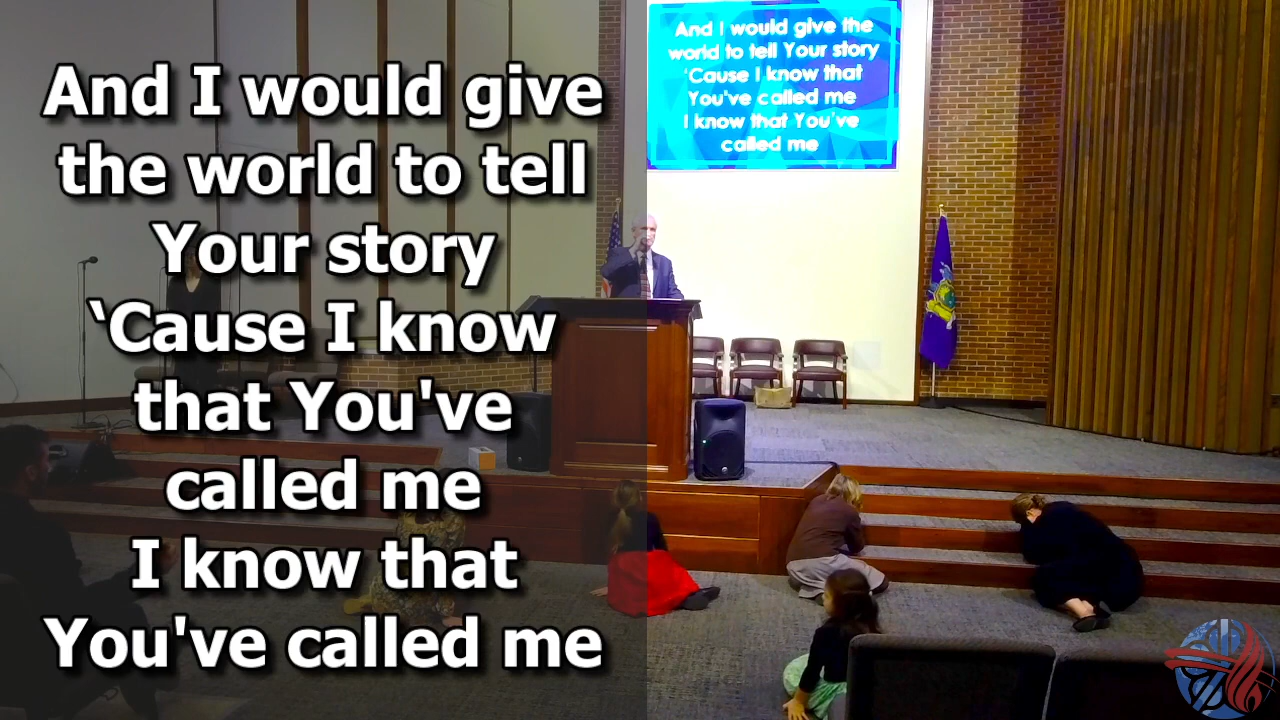 And I would give
the world to tell
Your story
‘Cause I know
that You've
called me
I know that
You've called me
And I would give the
world to tell Your story
'Cause I know that
You've called me
I know that You've
called me